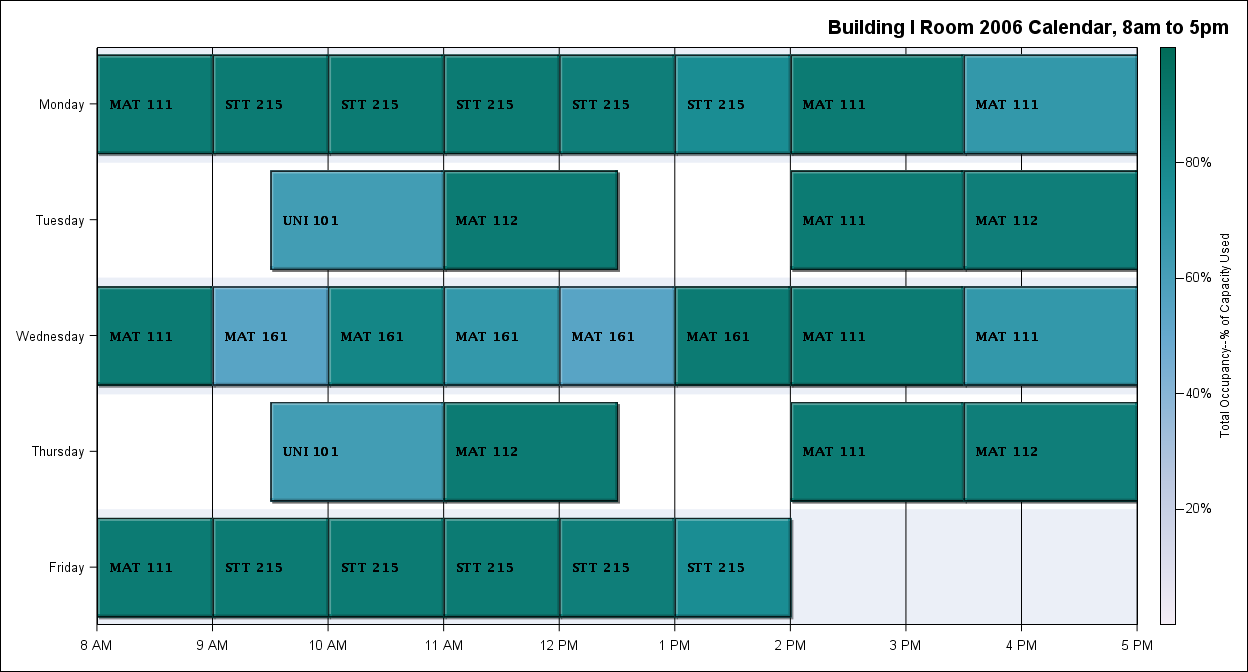 Building I Room 2006 Calendar, 8am to 5pm
Monday
MAT 111
STT 215
STT 215
STT 215
STT 215
STT 215
MAT 111
MAT 111
Tuesday
UNI 101
MAT 112
MAT 111
MAT 112
Wednesday
MAT 111
MAT 161
MAT 161
MAT 161
MAT 161
MAT 161
MAT 111
MAT 111
Thursday
UNI 101
MAT 112
MAT 111
MAT 112
Friday
MAT 111
STT 215
STT 215
STT 215
STT 215
STT 215
8 AM
9 AM
10 AM
11 AM
12 PM
1 PM
2 PM
3 PM
4 PM
5 PM
80%
60%
40%
20%
Total Occupancy--% of Capacity Used